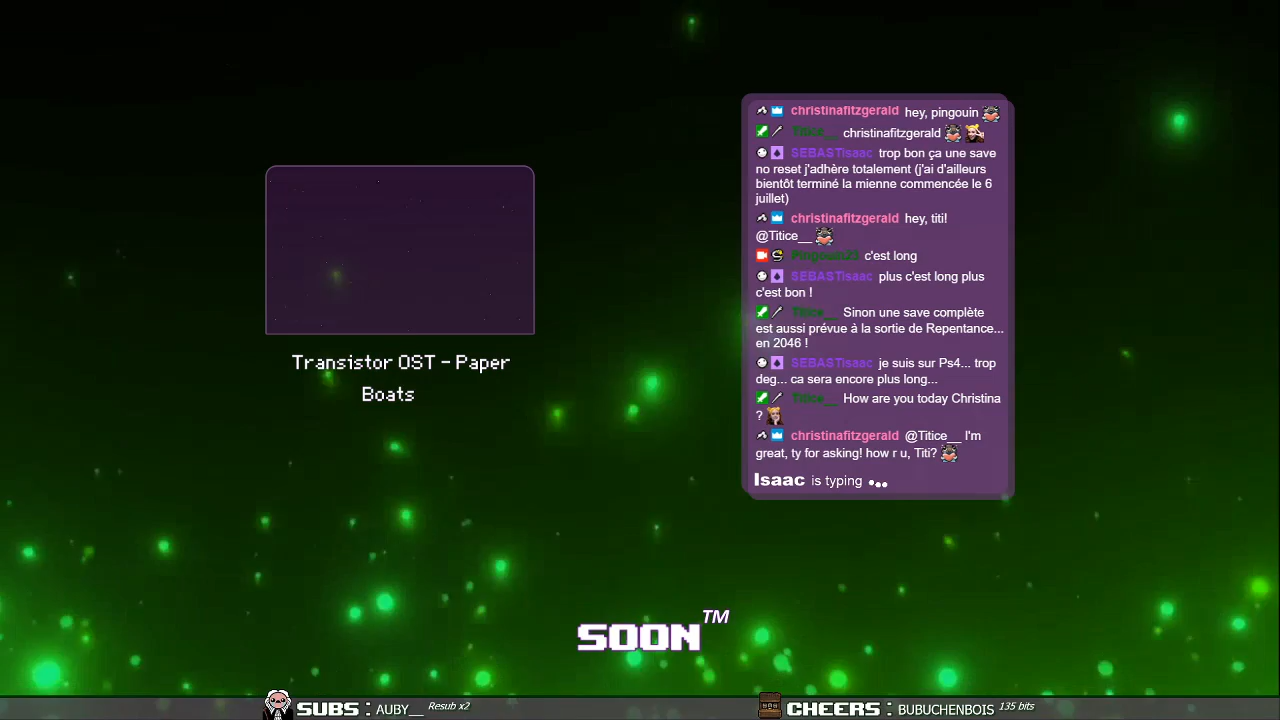 christinafitzgerald hey, pingouin
Titice__ christinafitzgerald
SEBASTisaac trop bon ça une save
no reset j'adhère totalement (j'ai d'ailleurs
bientôt terminé la mienne commencée le 6
juillet)
christinafitzgerald hey, titi!
@Titice__
Pingouin23 c'est long
SEBASTisaac plus c'est long plus
c'est bon !
Titice__ Sinon une save complète
est aussi prévue à la sortie de Repentance...
en 2046 !
SEBASTisaac je suis sur Ps4... trop
deg... ca sera encore plus long...
Titice__ How are you today Christina
?
christinafitzgerald @Titice__ I'm
great, ty for asking! how r u, Titi?
Isaac is typing ...
Transistor OST - Paper
Boats
SOON™
SUBS : AUBY__ Resub x2
CHEERS : BUBUCHENBOIS 135 bits